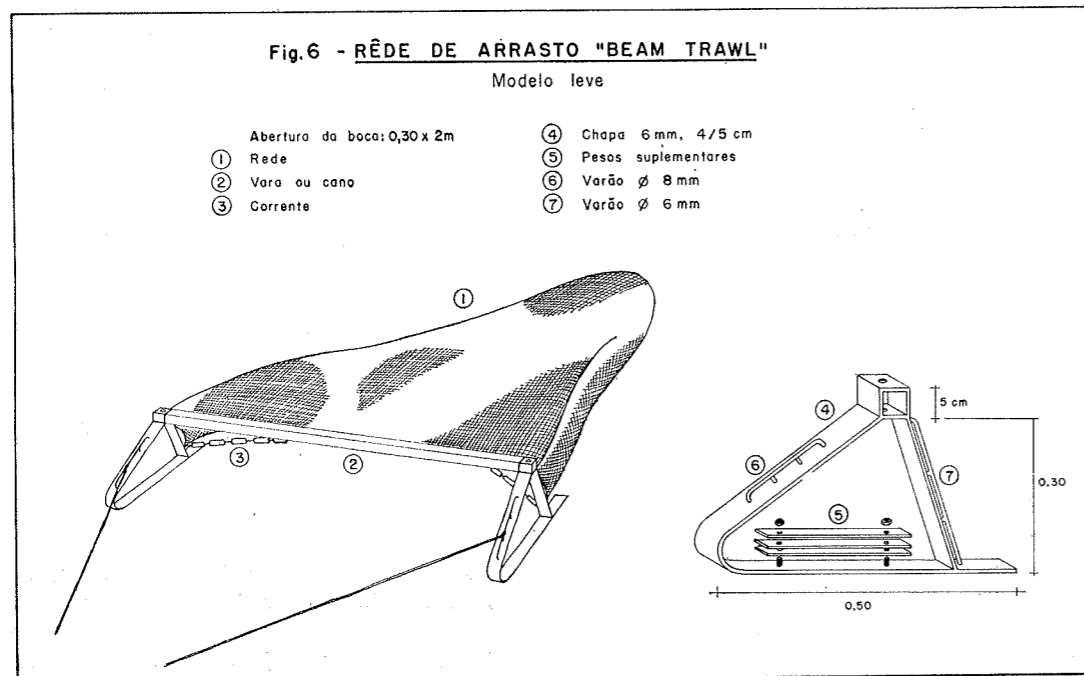 Fig.6 - RÊDE DE ARRASTO "BEAM TRAWL"
Modelo leve
Abertura da boca: 0,30 x 2m
① Rede
② Vara ou cano
③ Corrente
④ Chapa 6 mm, 4/5 cm
⑤ Pesos suplementares
⑥ Varão Ø 8 mm
⑦ Varão Ø 6 mm
①
③
②
④
5 cm
⑥
⑦
0,30
⑤
0,50